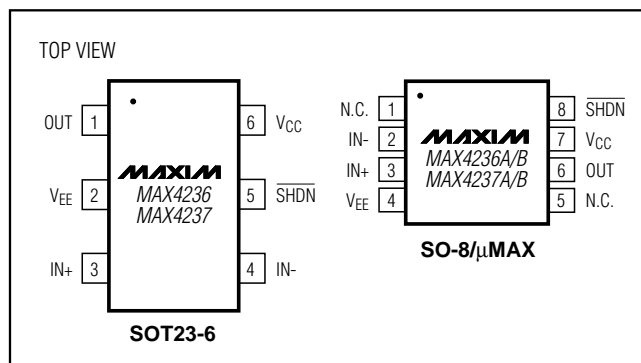 TOP VIEW
OUT 1
6 VCC
VEE 2
5 SHDN
IN+ 3
4 IN-
MAXIM
MAX4236
MAX4237
SOT23-6
N.C. 1
8 SHDN
IN- 2
7 VCC
IN+ 3
6 OUT
VEE 4
5 N.C.
MAXIM
MAX4236A/B
MAX4237A/B
SO-8/μMAX